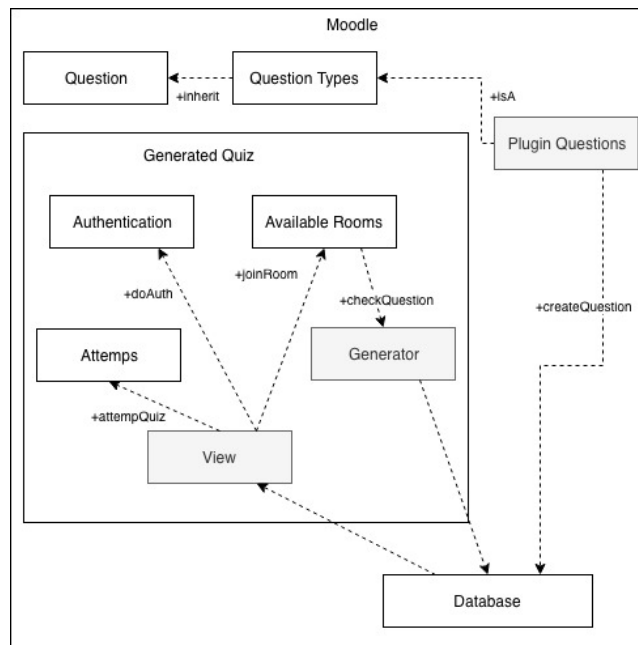 Moodle
Question
Question Types
+inherit
+isA
Plugin Questions
Generated Quiz
Authentication
Available Rooms
+doAuth
+joinRoom
+checkQuestion
+createQuestion
Attemps
Generator
+attempQuiz
View
Database